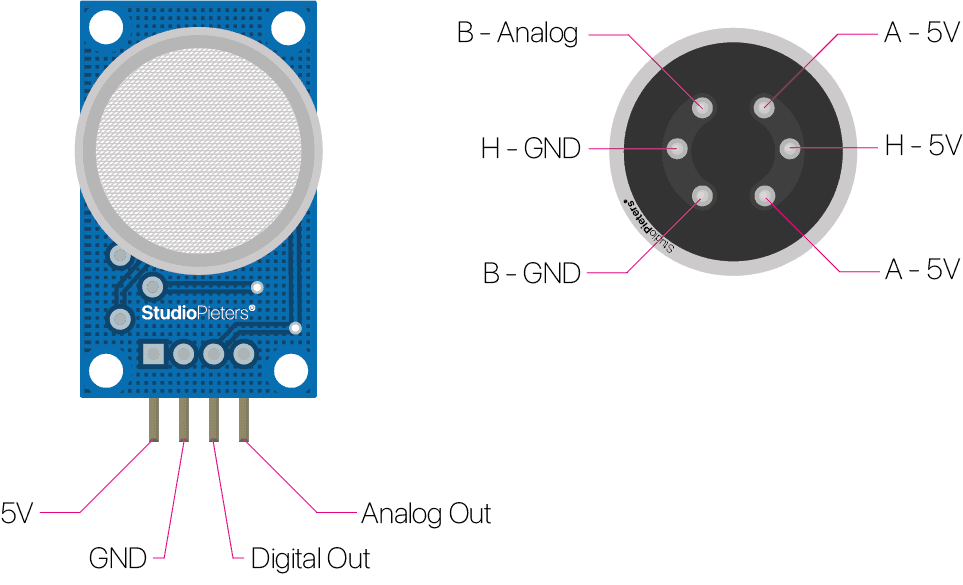 B – Analog
A – 5V
H – GND
H – 5V
StudioPieters®
B – GND
A – 5V
StudioPieters®
5V
Analog Out
GND
Digital Out